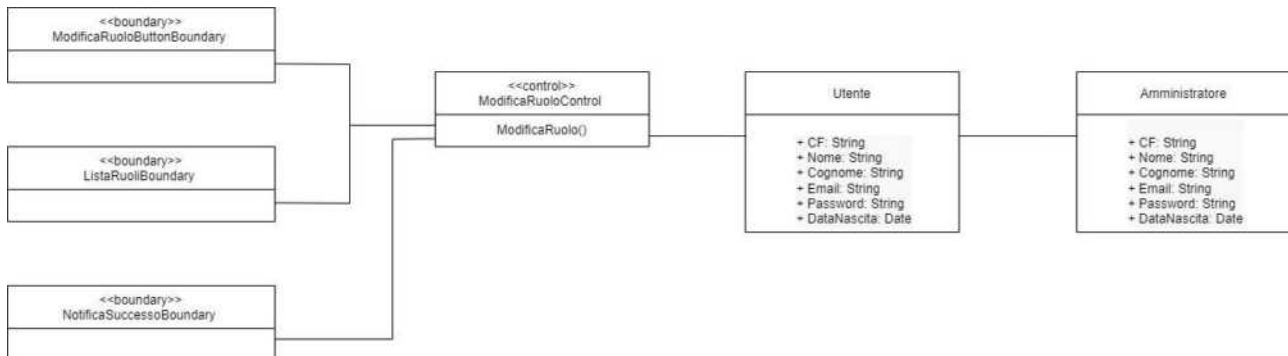 <<boundary>>
ModificaRuoloButtonBoundary
<<boundary>>
ListaRuoliBoundary
<<boundary>>
NotificaSuccessoBoundary
<<control>>
ModificaRuoloControl
ModificaRuolo()
Utente
+ CF: String
+ Nome: String
+ Cognome: String
+ Email: String
+ Password: String
+ DataNascita: Date
Amministratore
+ CF: String
+ Nome: String
+ Cognome: String
+ Email: String
+ Password: String
+ DataNascita: Date